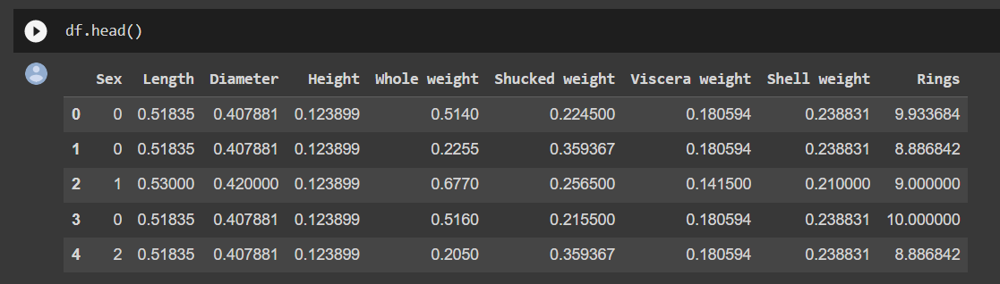 df.head()
Sex Length Diameter Height Whole weight Shucked weight Viscera weight Shell weight Rings
0 0 0.51835 0.407881 0.123899 0.5140 0.224500 0.180594 0.238831 9.933684
1 0 0.51835 0.407881 0.123899 0.2255 0.359367 0.180594 0.238831 8.886842
2 1 0.53000 0.420000 0.123899 0.6770 0.256500 0.141500 0.210000 9.000000
3 0 0.51835 0.407881 0.123899 0.5160 0.215500 0.180594 0.238831 10.000000
4 2 0.51835 0.407881 0.123899 0.2050 0.359367 0.180594 0.238831 8.886842